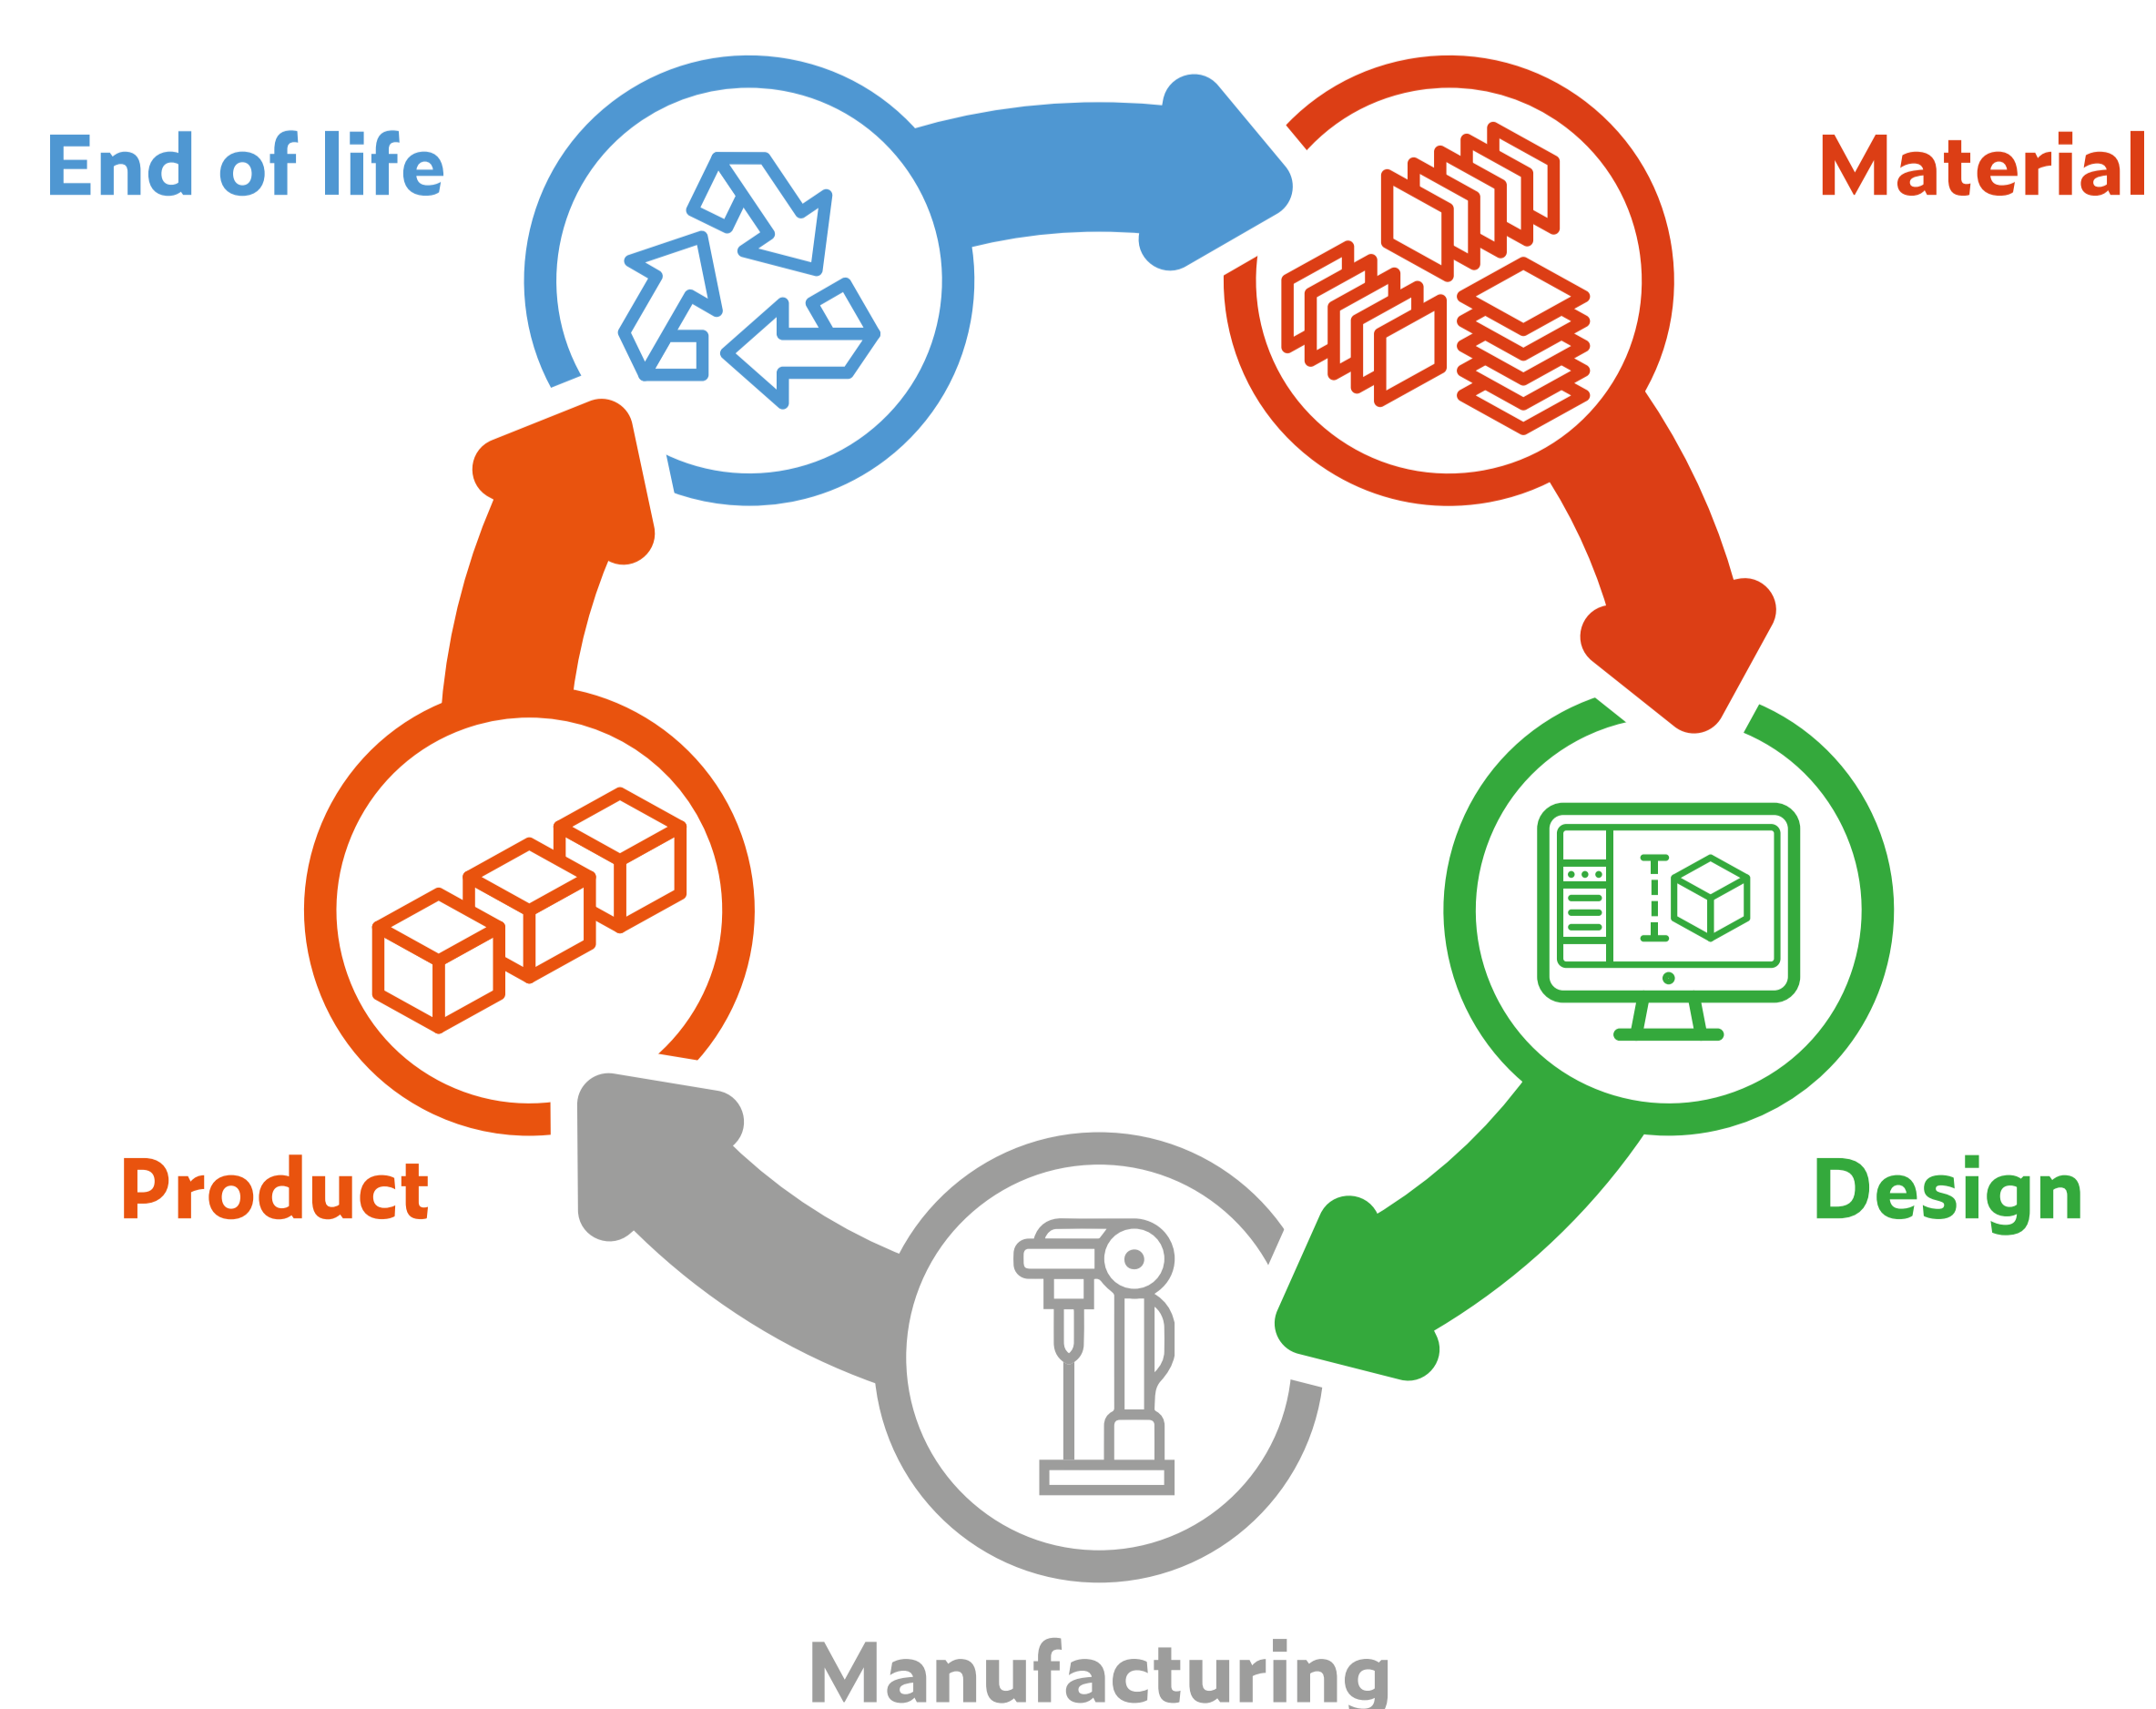 End of life
Material
Product
Design
Manufacturing